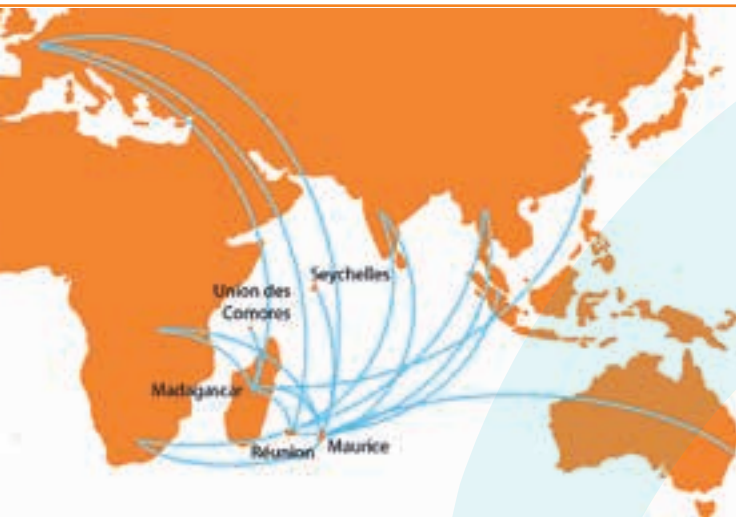 Seychelles
Union des
Comores
Madagascar
Réunion
Maurice